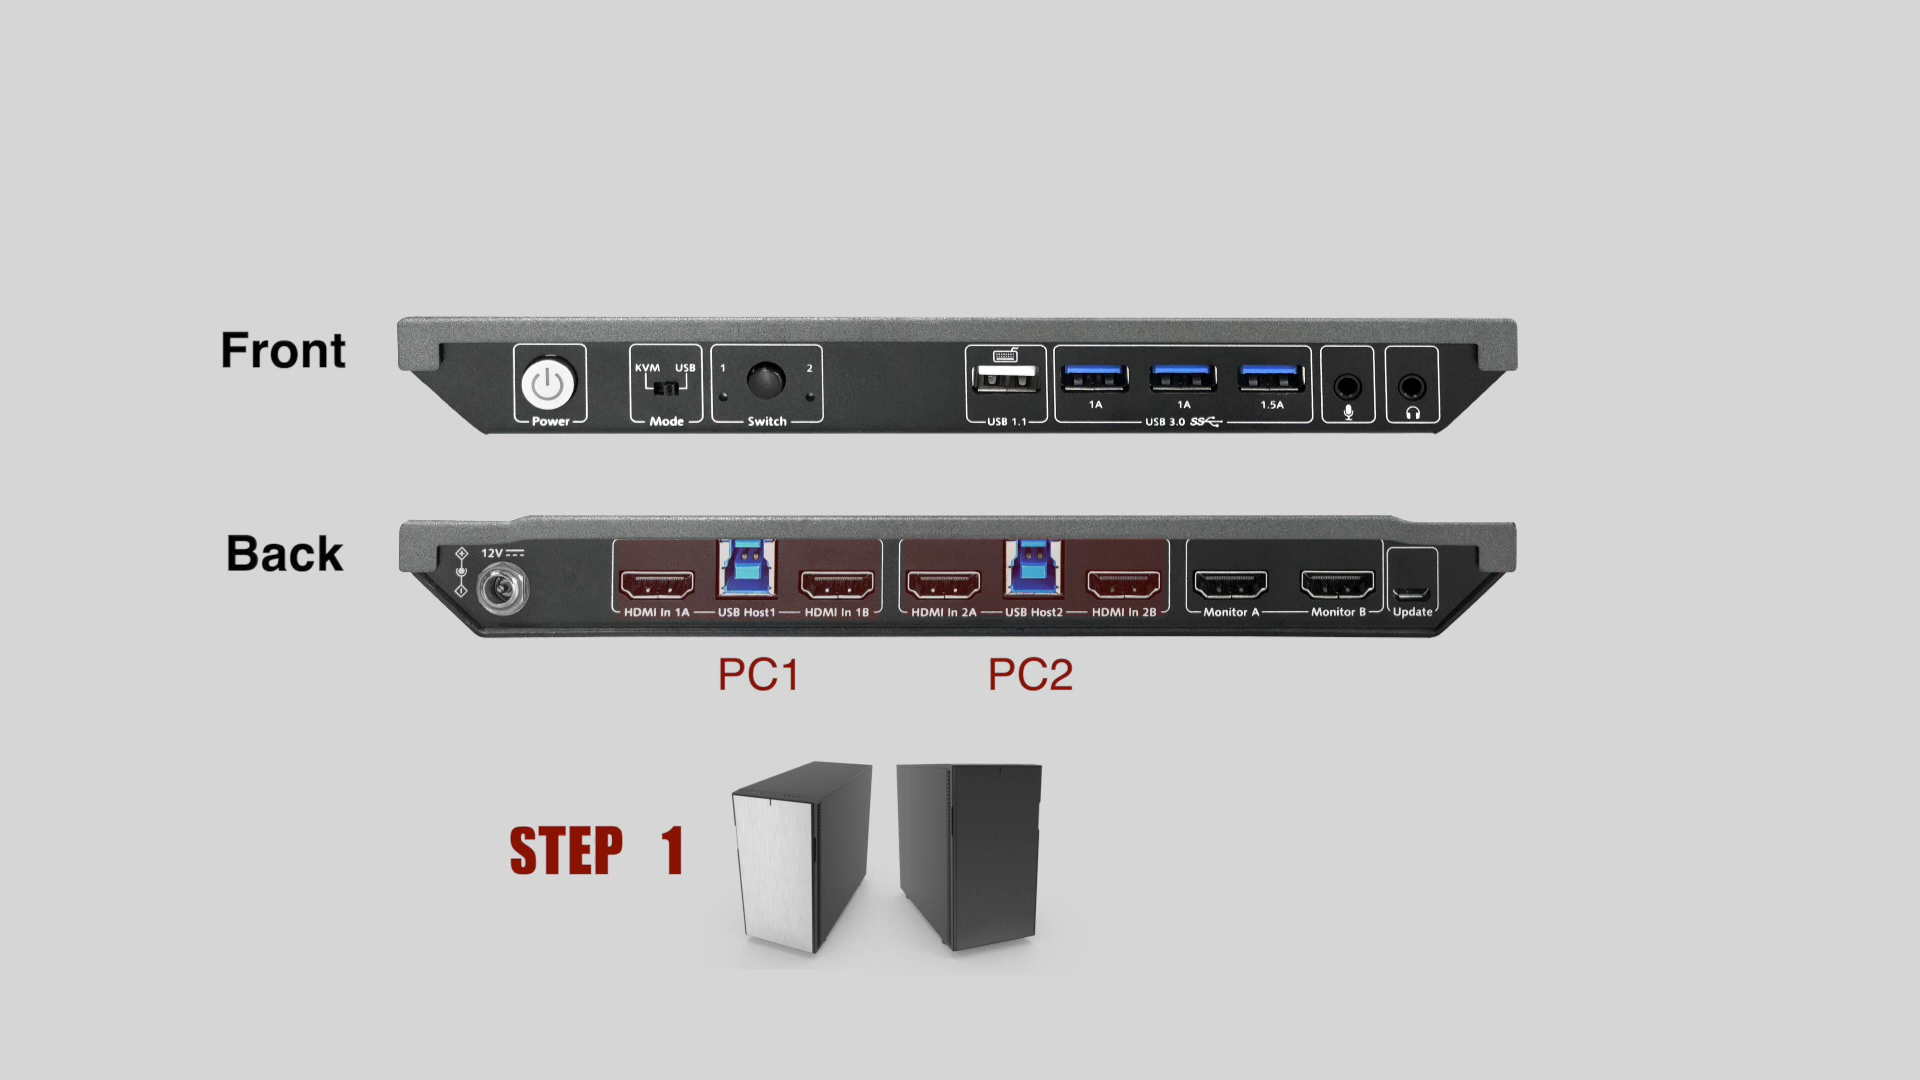 Front
KVM USB
1 2
Power
Mode
Switch
1A
1A
1.5A
USB 1.1
USB 3.0 SS
Back
12V
HDMI In 1A
USB Host1
HDMI In 1B
HDMI In 2A
USB Host2
HDMI In 2B
Monitor A
Monitor B
Update
PC1
PC2
STEP 1